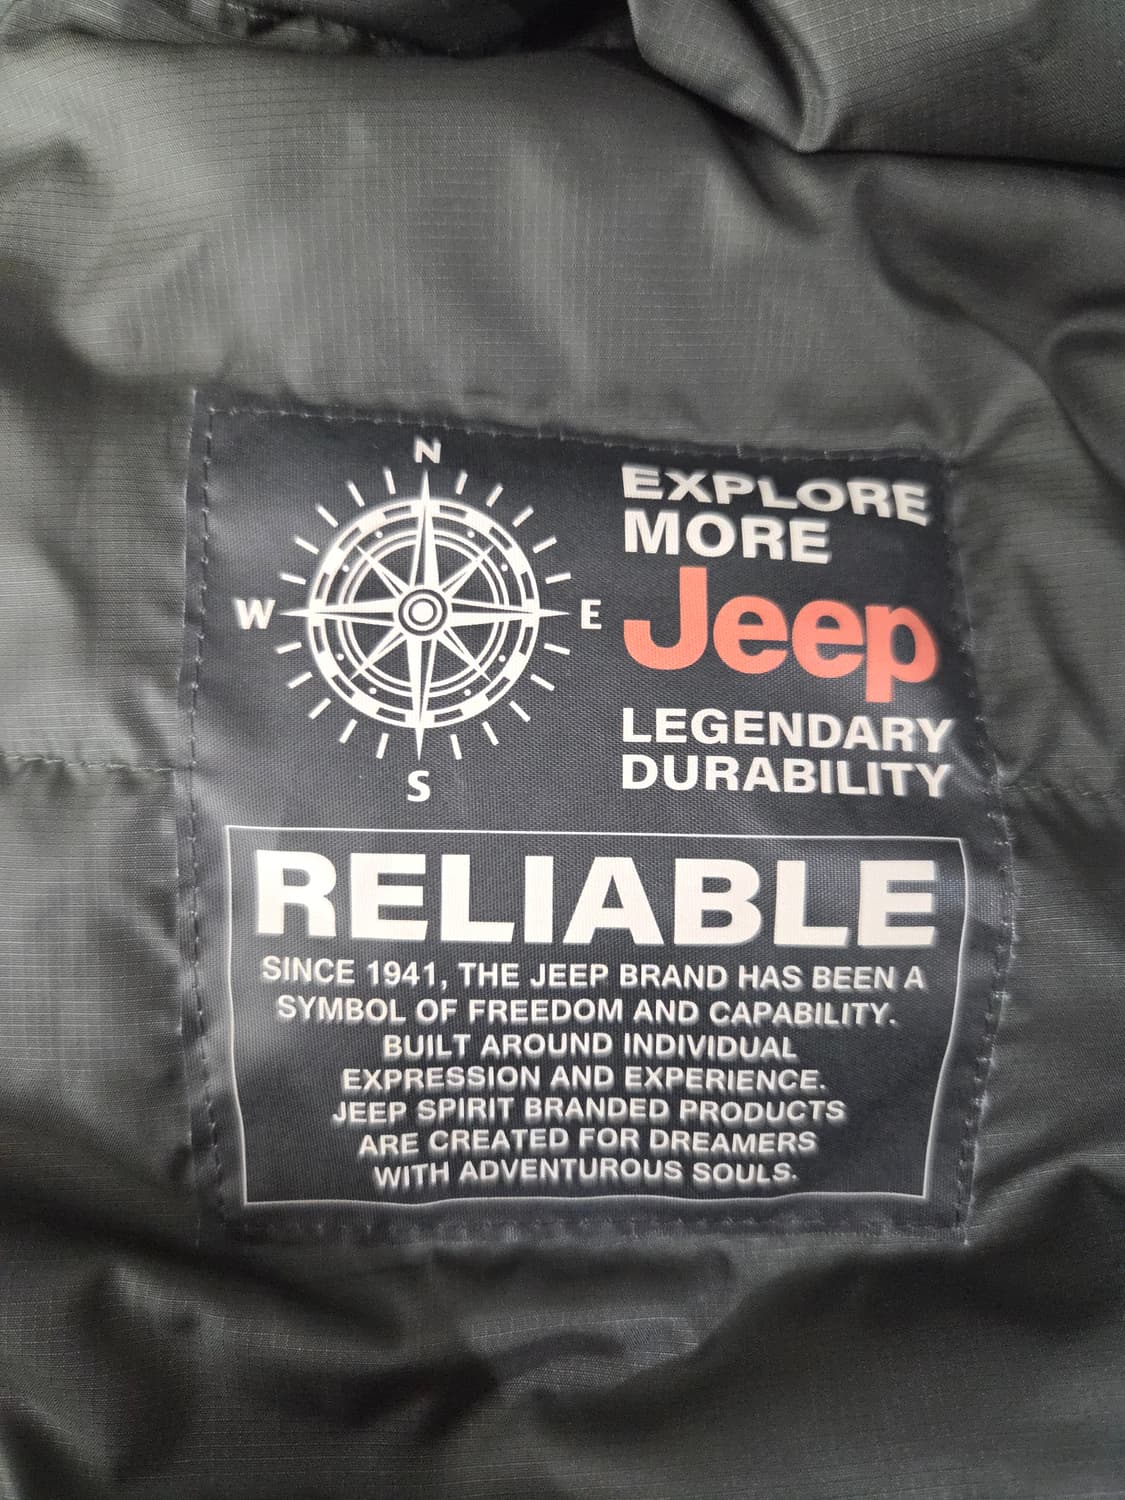 N
W
E
S
EXPLORE
MORE
Jeep
LEGENDARY
DURABILITY
RELIABLE
SINCE 1941, THE JEEP BRAND HAS BEEN A
SYMBOL OF FREEDOM AND CAPABILITY.
BUILT AROUND INDIVIDUAL
EXPRESSION AND EXPERIENCE.
JEEP SPIRIT BRANDED PRODUCTS
ARE CREATED FOR DREAMERS
WITH ADVENTUROUS SOULS.